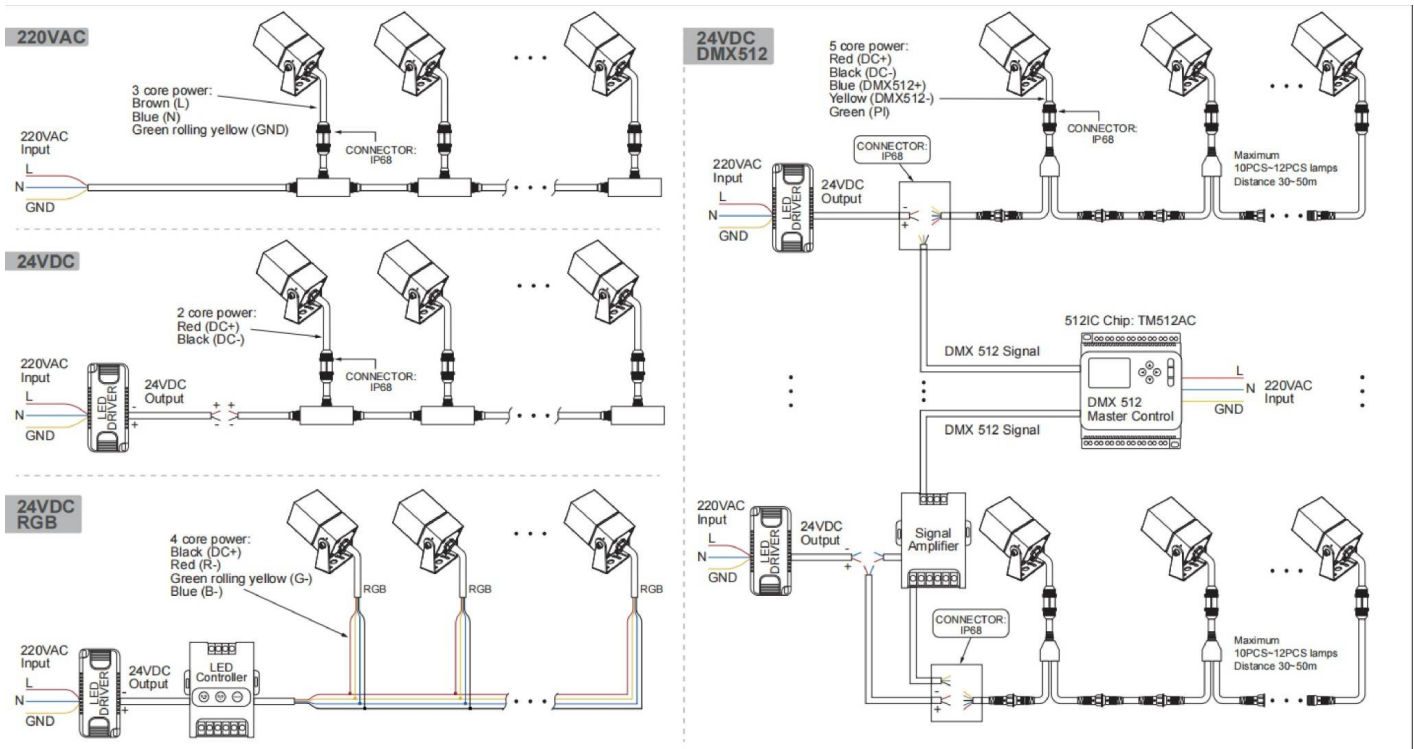 220VAC
3 core power:
Brown (L)
Blue (N)
Green rolling yellow (GND)
CONNECTOR:
IP68
220VAC
Input
L
N
GND
24VDC
2 core power:
Red (DC+)
Black (DC-)
CONNECTOR:
IP68
220VAC
Input
L
N
GND
LED
DRIVER
-
+
24VDC
Output
+ +
- -
24VDC
RGB
4 core power:
Black (DC+)
Red (R-)
Green rolling yellow (G-)
Blue (B-)
RGB
RGB
RGB
220VAC
Input
L
N
GND
LED
DRIVER
-
+
24VDC
Output
LED
Controller
24VDC
DMX512
5 core power:
Red (DC+)
Black (DC-)
Blue (DMX512+)
Yellow (DMX512-)
Green (PI)
CONNECTOR:
IP68
CONNECTOR:
IP68
Maximum
10PCS~12PCS lamps
Distance 30~50m
220VAC
Input
L
N
GND
LED
DRIVER
24VDC
Output
-
+
512IC Chip: TM512AC
DMX 512 Signal
DMX 512
Master Control
L
N
GND
220VAC
Input
DMX 512 Signal
220VAC
Input
L
N
GND
LED
DRIVER
24VDC
Output
-
+
Signal
Amplifier
CONNECTOR:
IP68
-
+
Maximum
10PCS~12PCS lamps
Distance 30~50m